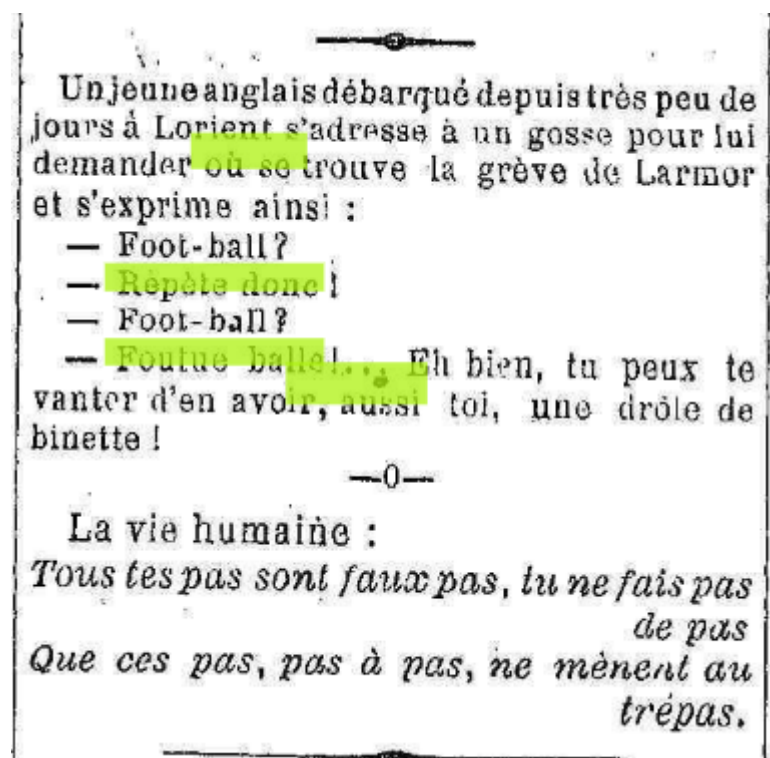 Un jeune anglais débarqué depuis très peu de
jours à Lorient s'adresse à un gosse pour lui
demander où se trouve la grève de Larmor
et s'exprime ainsi :
— Foot-ball ?
— Répète donc !
— Foot-ball ?
— Foutue balle !... Eh bien, tu peux te
vanter d'en avoir, aussi toi, une drôle de
binette !
—0—
La vie humaine :
Tous tes pas sont faux pas, tu ne fais pas
de pas
Que ces pas, pas à pas, ne mènent au
trépas.